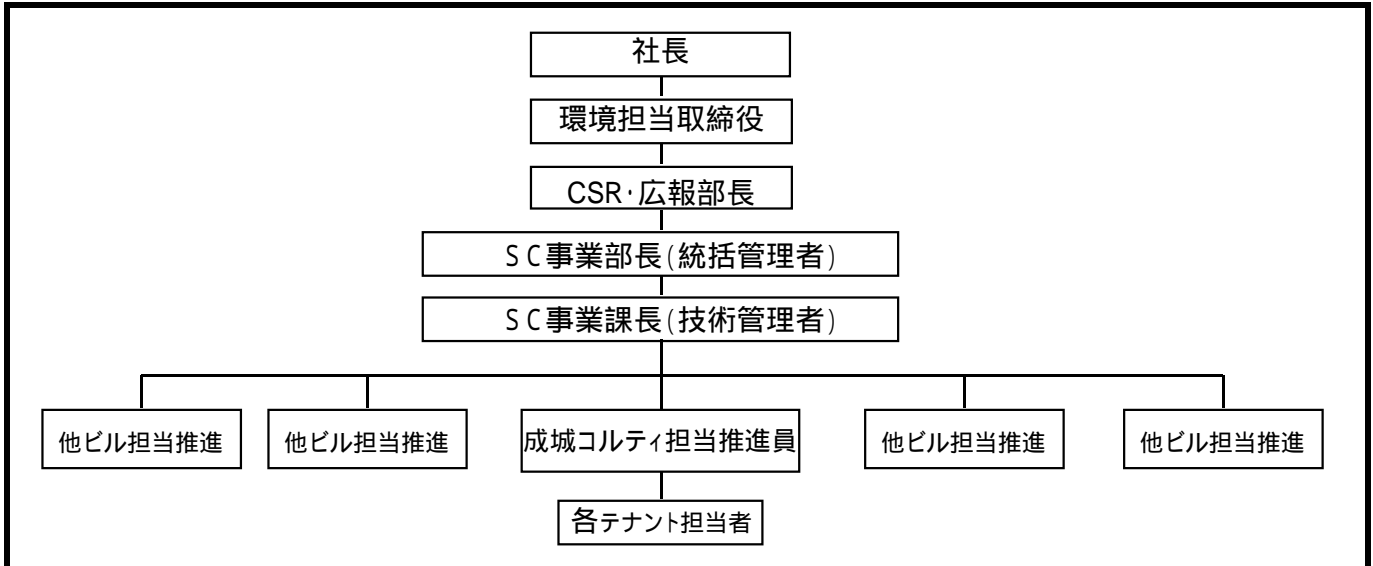 社長
環境担当取締役
CSR・広報部長
ＳＣ事業部長(統括管理者)
ＳＣ事業課長(技術管理者)
他ビル担当推進
他ビル担当推進
成城コルティ担当推進員
他ビル担当推進
他ビル担当推進
各テナント担当者